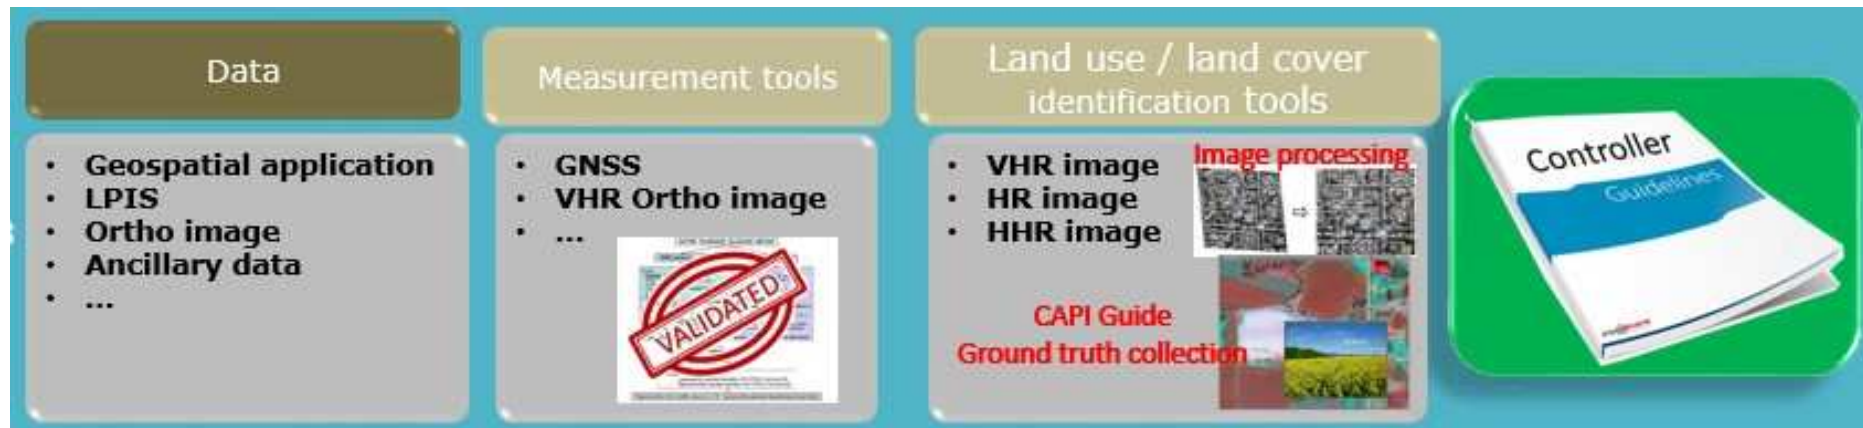 Data
Geospatial application
LPIS
Ortho image
Ancillary data
...
Measurement tools
GNSS
VHR Ortho image
...
VALIDATED
Land use / land cover
identification tools
VHR image
HR image
HHR image
Image processing
CAPI Guide
Ground truth collection
Controller
Guidelines